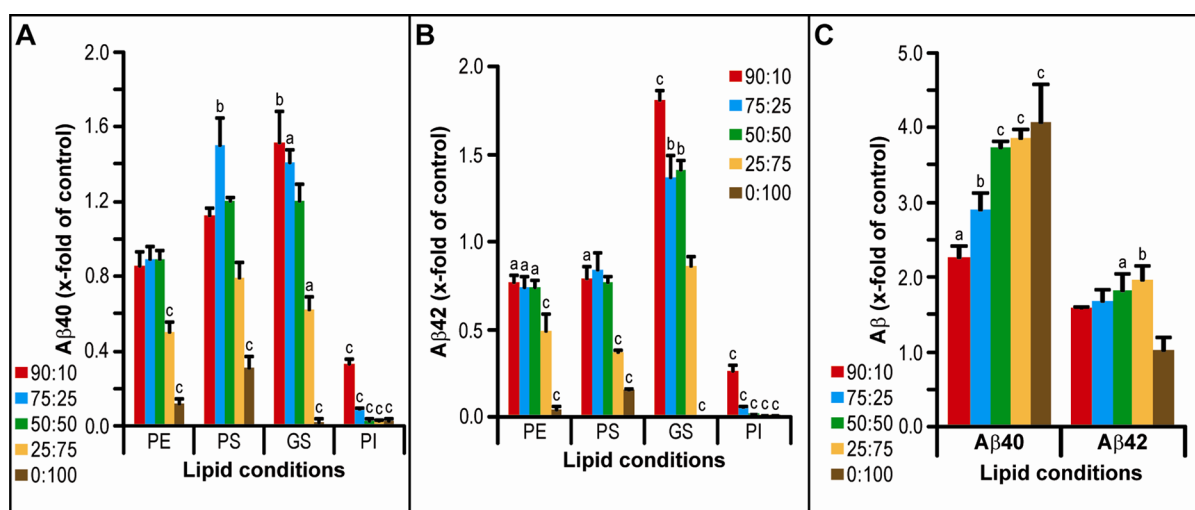 A
2.0
1.6
1.2
0.8
0.4
0.0
Aβ40 (x-fold of control)
c
c
b
c
b
a
a
c
c
c
c
c
c
c
PE
PS
GS
PI
Lipid conditions
90:10
75:25
50:50
25:75
0:100
B
2.0
1.5
1.0
0.5
0.0
Aβ42 (x-fold of control)
a a a
c
c
a
c
c
c
b b
c
c
c
c c c
PE
PS
GS
PI
Lipid conditions
90:10
75:25
50:50
25:75
0:100
C
5.0
4.0
3.0
2.0
1.0
0.0
Aβ (x-fold of control)
a
b
c
c
c
a
b
Aβ40
Aβ42
Lipid conditions
90:10
75:25
50:50
25:75
0:100